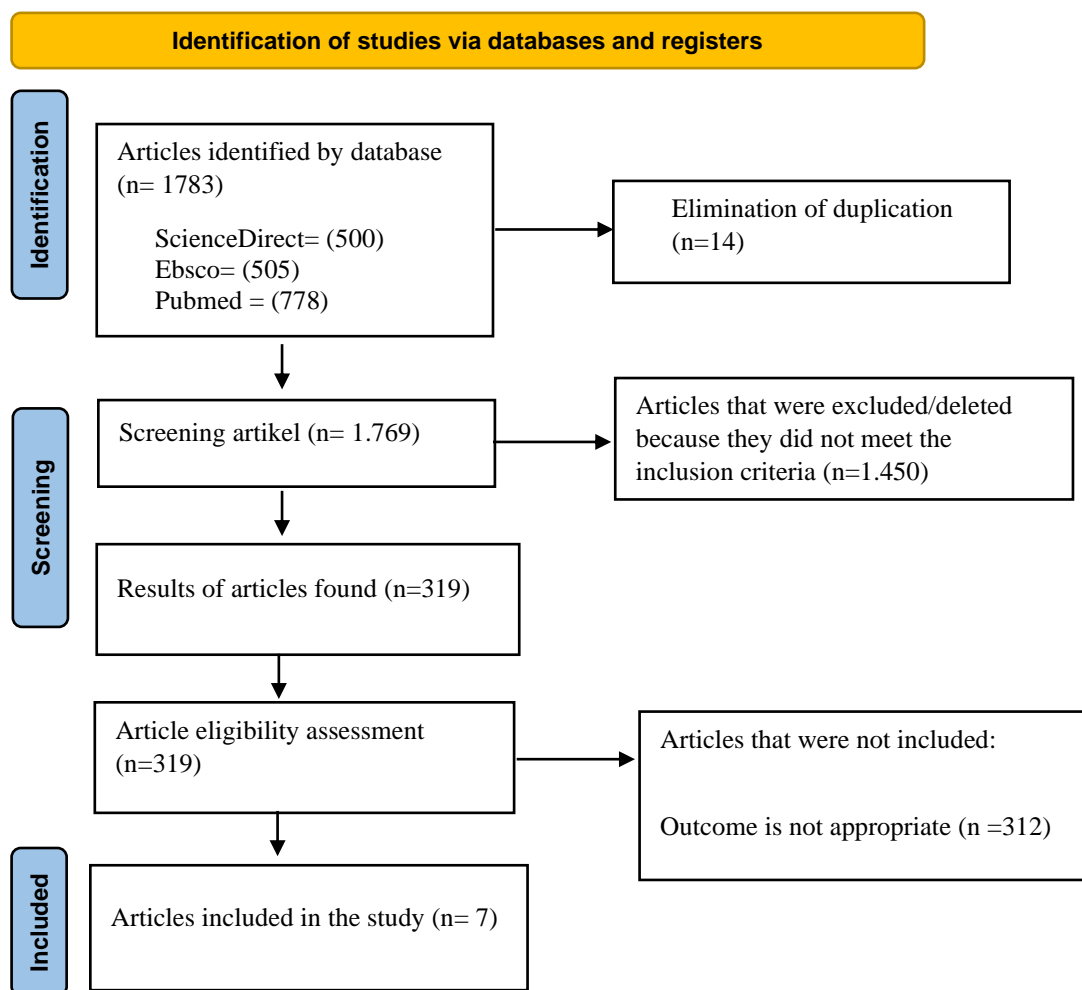 Identification of studies via databases and registers
Identification
Articles identified by database
(n= 1783)
ScienceDirect= (500)
Ebsco= (505)
Pubmed = (778)
Elimination of duplication
(n=14)
Screening
Screening artikel (n= 1.769)
Articles that were excluded/deleted
because they did not meet the
inclusion criteria (n=1.450)
Results of articles found (n=319)
Article eligibility assessment
(n=319)
Articles that were not included:
Outcome is not appropriate (n =312)
Included
Articles included in the study (n= 7)